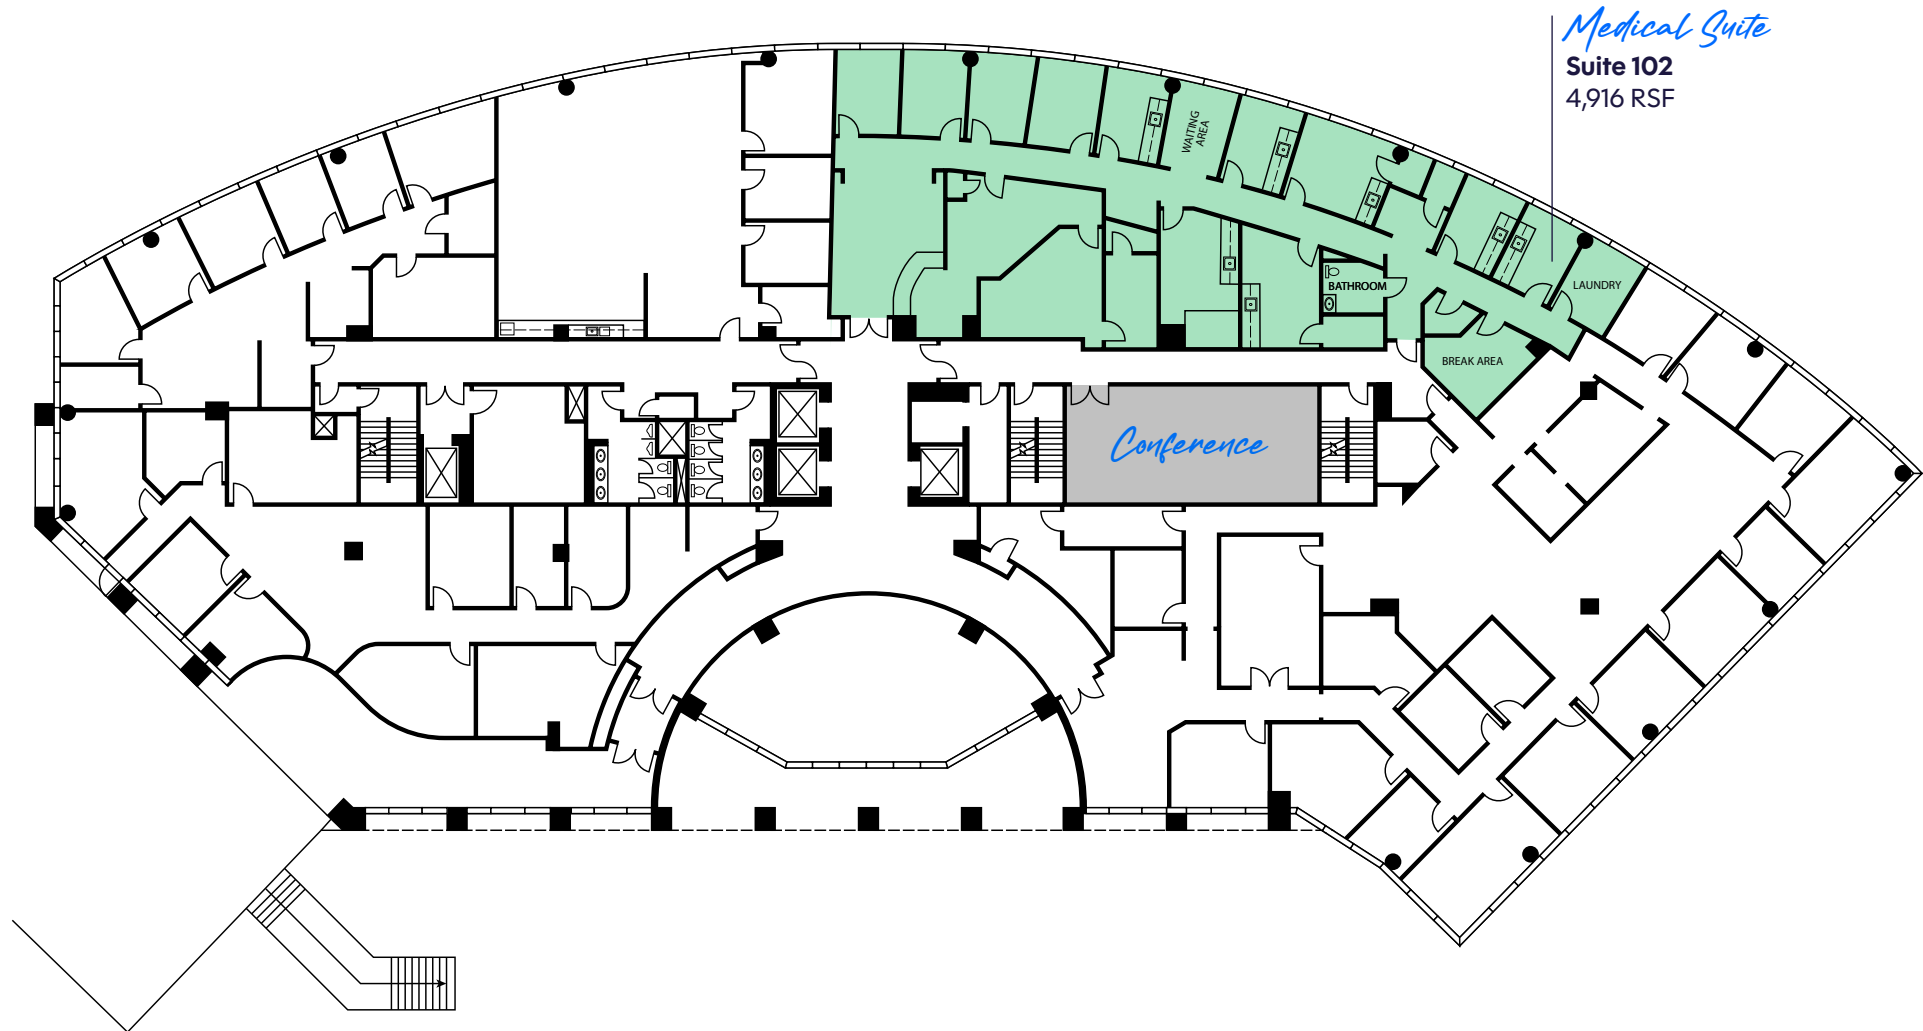 Medical Suite
Suite 102
4,916 RSF
WAITING
AREA
BATHROOM
LAUNDRY
BREAK AREA
Conference